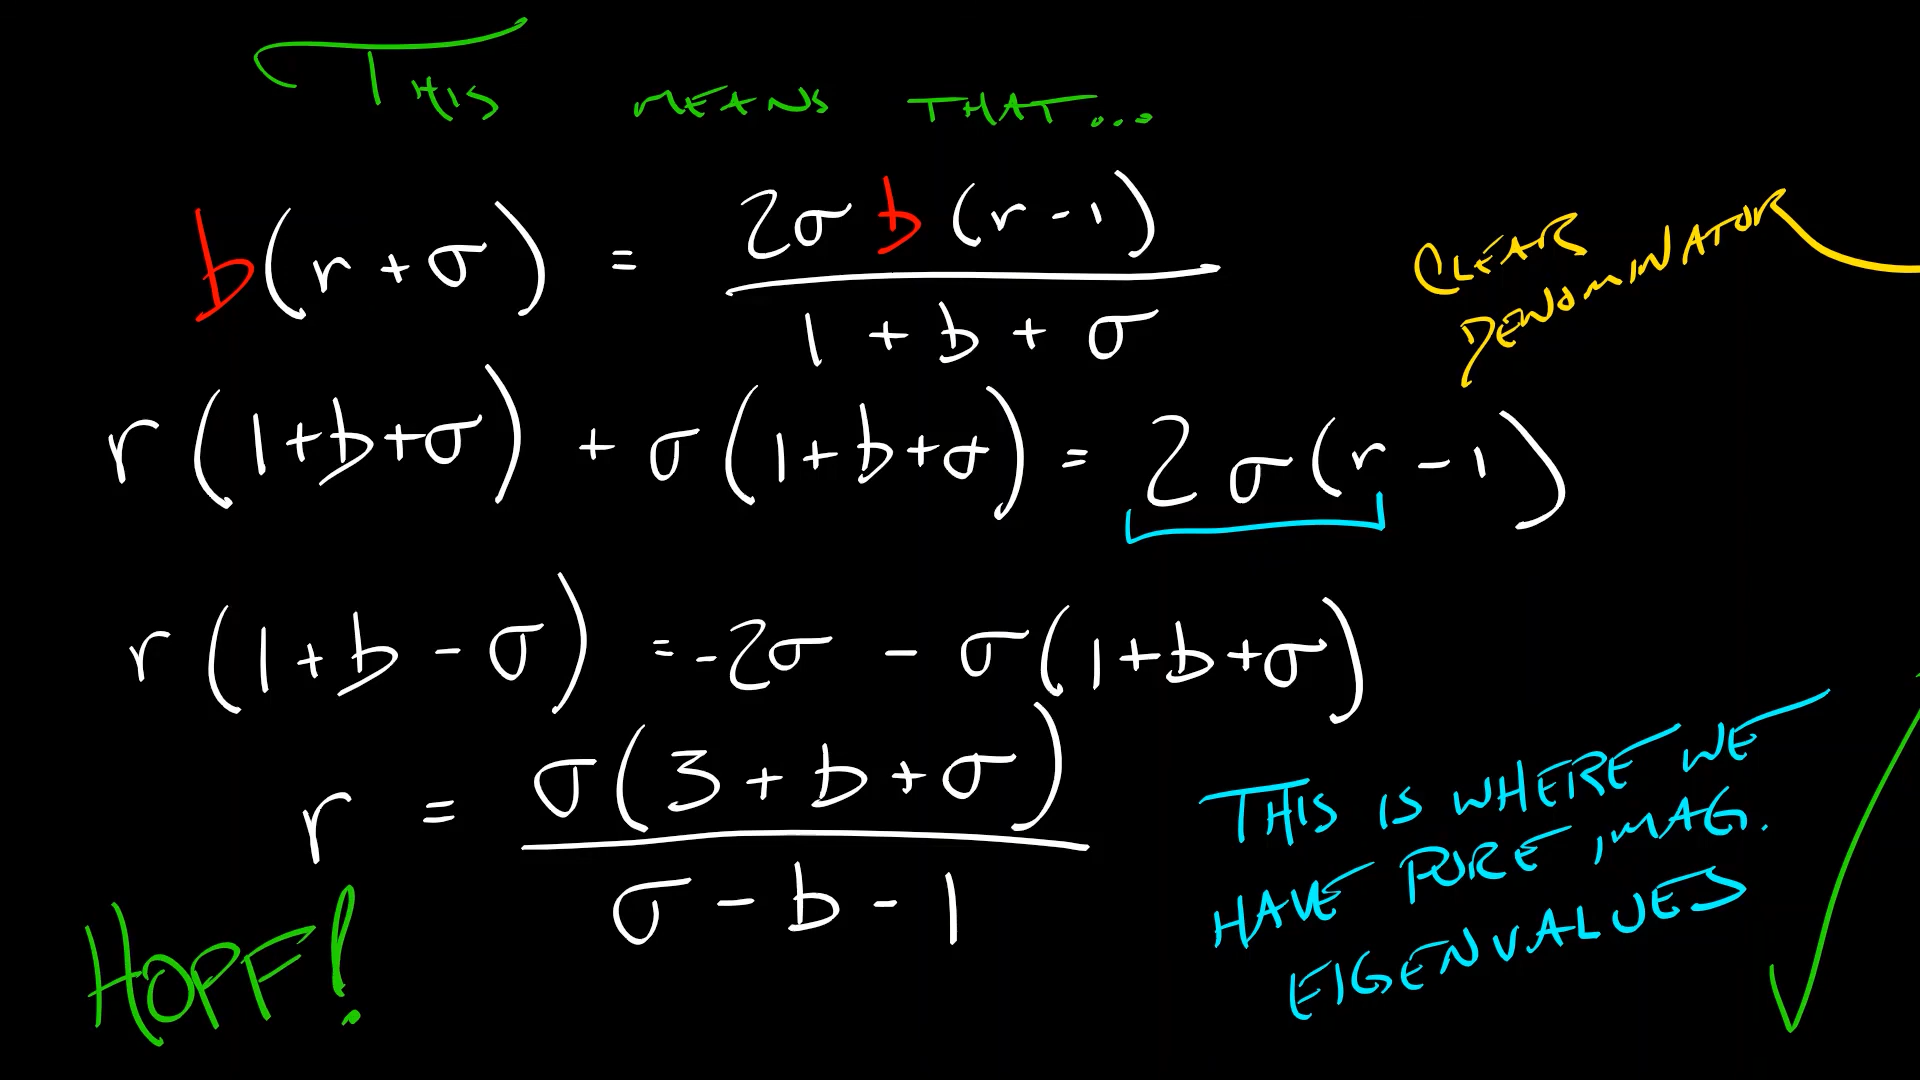 THIS MEANS THAT...
b(r+σ) = 2σb(r-1) / 1+b+σ
CLEAR
DENOMINATOR
r(1+b+σ) + σ(1+b+σ) = 2σ(r-1)
r(1+b-σ) = -2σ - σ(1+b+σ)
r = σ(3+b+σ) / σ-b-1
THIS IS WHERE WE
HAVE PURE IMAG.
EIGENVALUES
HOPF!